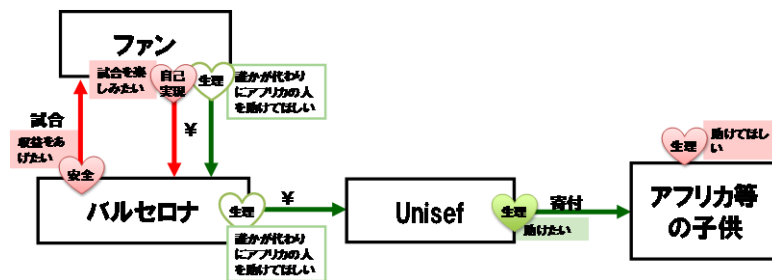 ファン
試合を楽
しみたい
自己
実現
生理
誰かが代わり
にアフリカの人
を助けてほしい
試合
収益をあ
げたい
安全
¥
バルセロナ
生理
¥
誰かが代わり
にアフリカの人
を助けてほしい
Unisef
生理
寄付
助けたい
生理
助けてほし
い
アフリカ等
の子供